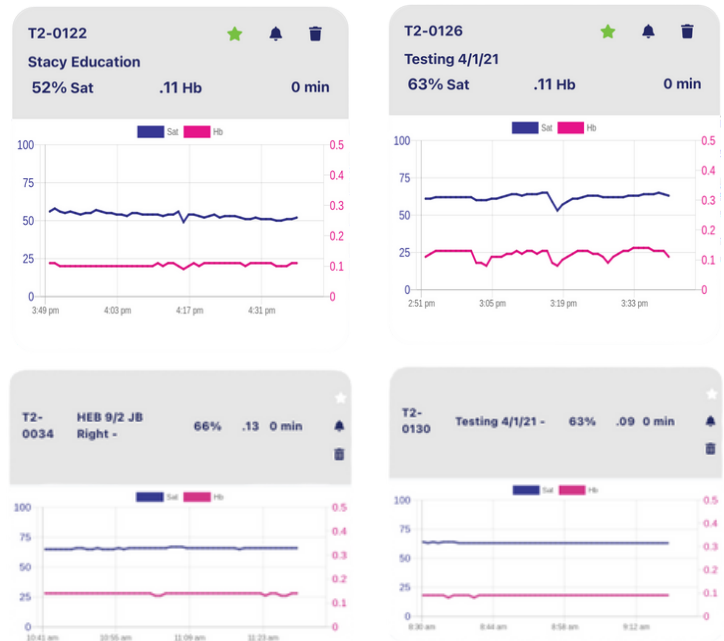 T2-0122
Stacy Education
52% Sat .11 Hb 0 min
Sat Hb
100 0.5
0.4
75
0.3
50
0.2
25
0.1
0 0
3:49 pm 4:03 pm 4:17 pm 4:31 pm
T2-0126
Testing 4/1/21
63% Sat .11 Hb 0 min
Sat Hb
100 0.5
0.4
75
0.3
50
0.2
25
0.1
0 0
2:51 pm 3:05 pm 3:19 pm 3:33 pm
T2-
0034
HEB 9/2 JB
Right -
66% .13 0 min
Sat Hb
100 0.5
0.4
75
0.3
50
0.2
25
0.1
0 0
10:41 am 10:55 am 11:09 am 11:23 am
T2-
0130
Testing 4/1/21 - 63% .09 0 min
Sat Hb
100 0.5
0.4
75
0.3
50
0.2
25
0.1
0 0
8:30 am 8:44 am 8:58 am 9:12 am